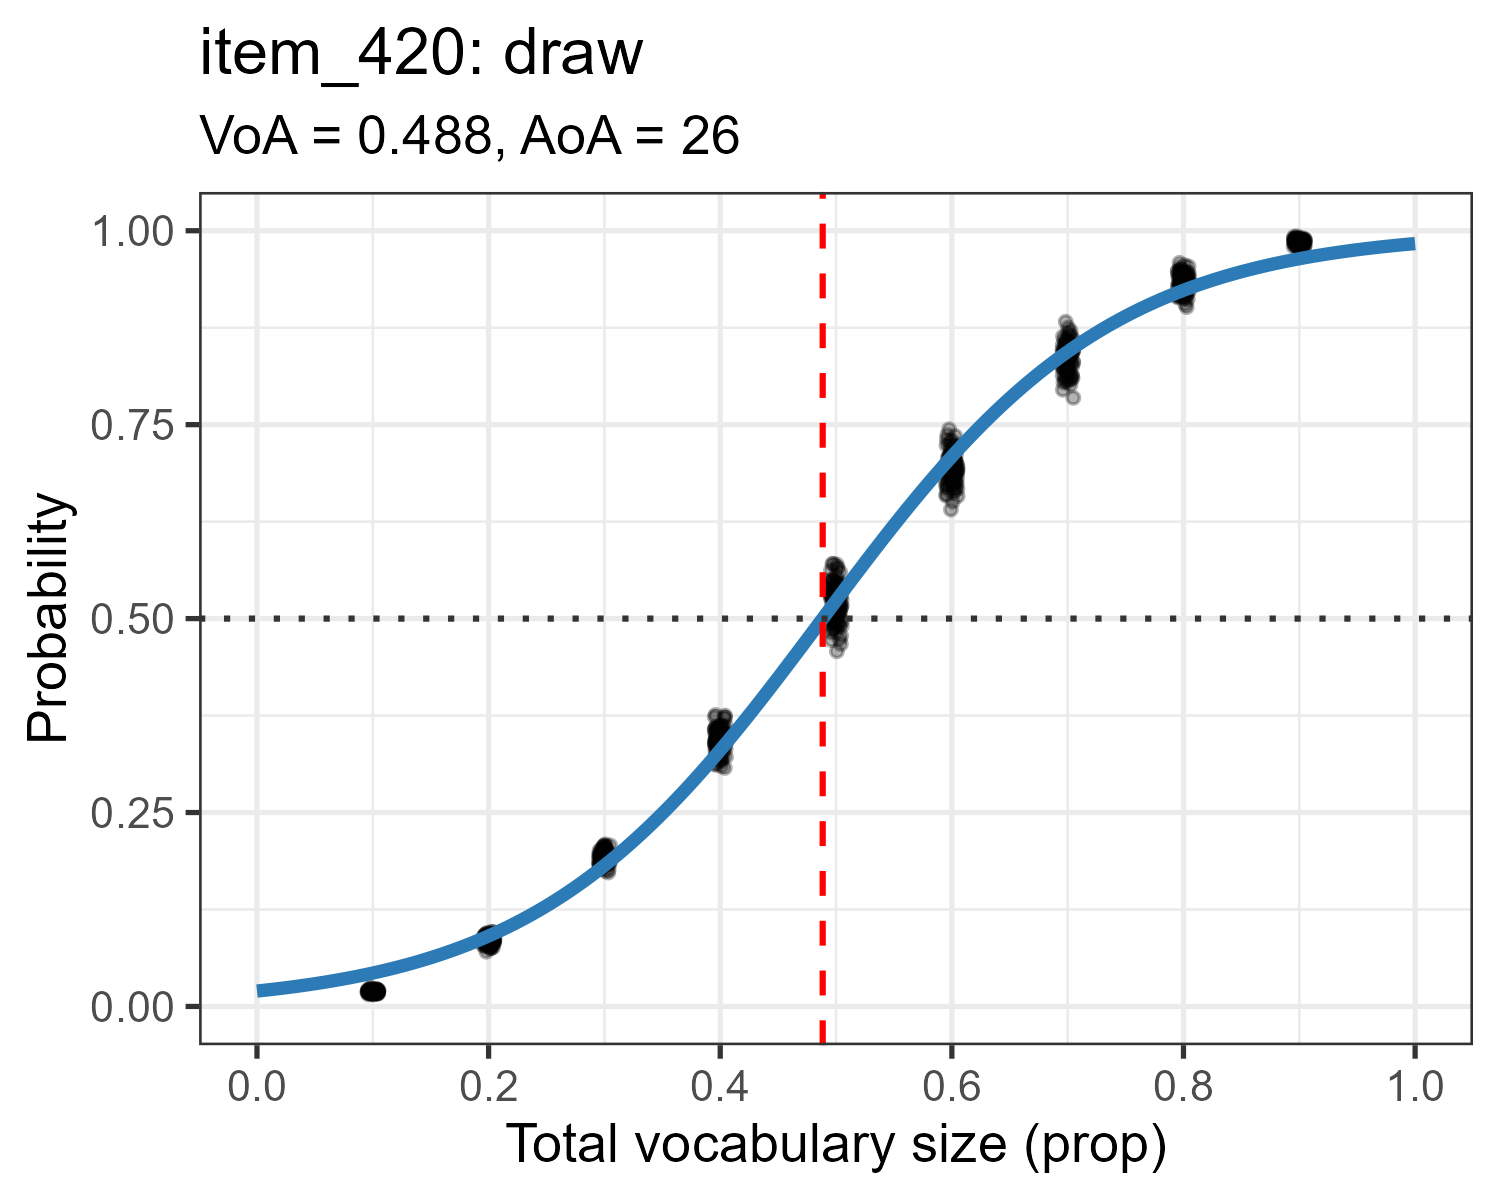 item_420: draw
VoA = 0.488, AoA = 26
1.00
0.75
0.50
0.25
0.00
Probability
0.0 0.2 0.4 0.6 0.8 1.0
Total vocabulary size (prop)